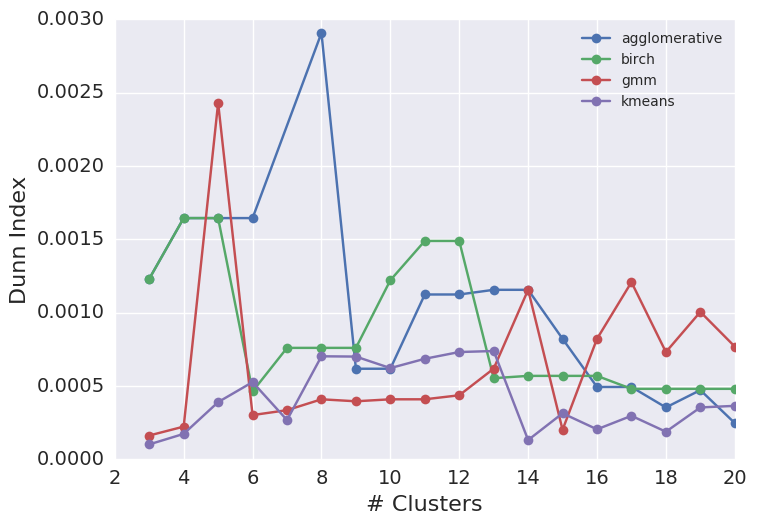 0.0030
0.0025
0.0020
0.0015
0.0010
0.0005
0.0000
Dunn Index
agglomerative
birch
gmm
kmeans
2 4 6 8 10 12 14 16 18 20
# Clusters